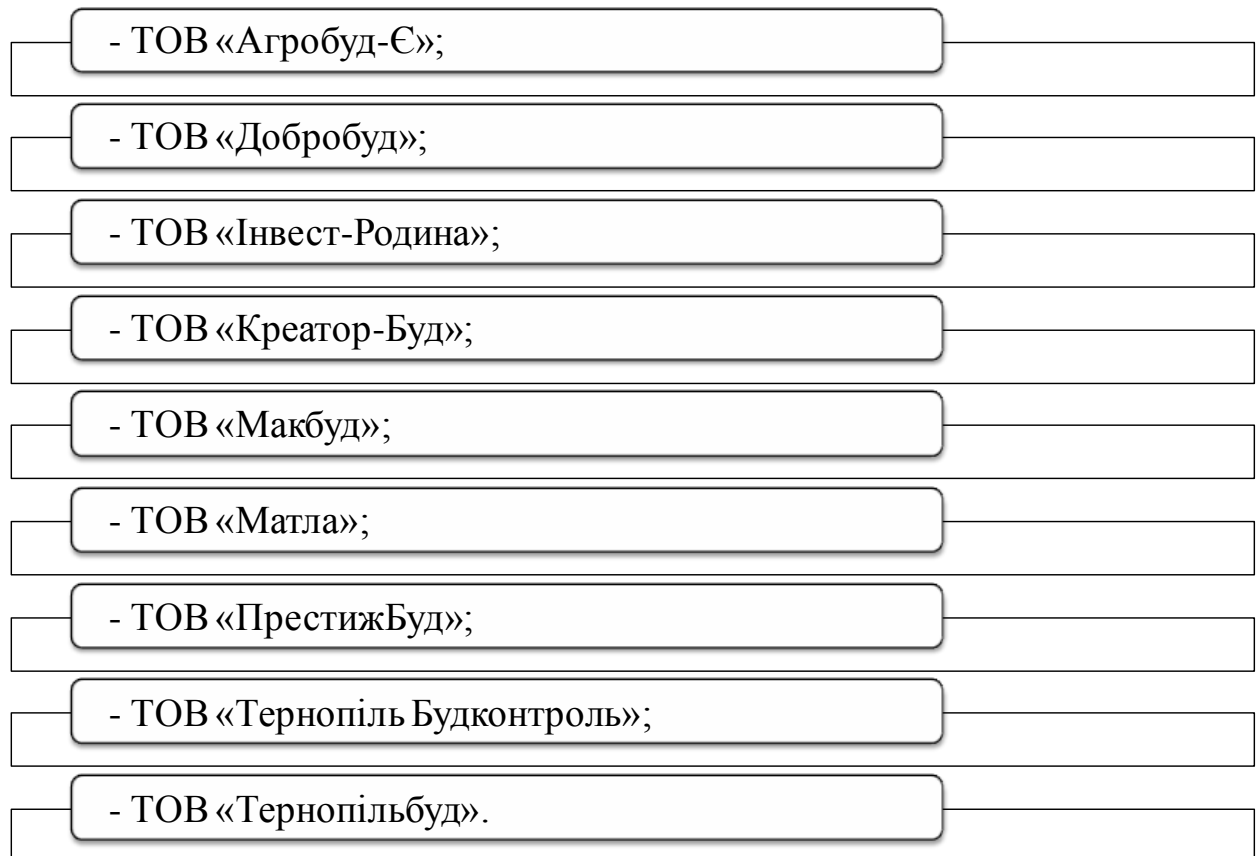 - ТОВ «Агробуд-Є»;
- ТОВ «Добробуд»;
- ТОВ «Інвест-Родина»;
- ТОВ «Креатор-Буд»;
- ТОВ «Макбуд»;
- ТОВ «Матла»;
- ТОВ «ПрестижБуд»;
- ТОВ «Тернопіль Будконтроль»;
- ТОВ «Тернопільбуд».